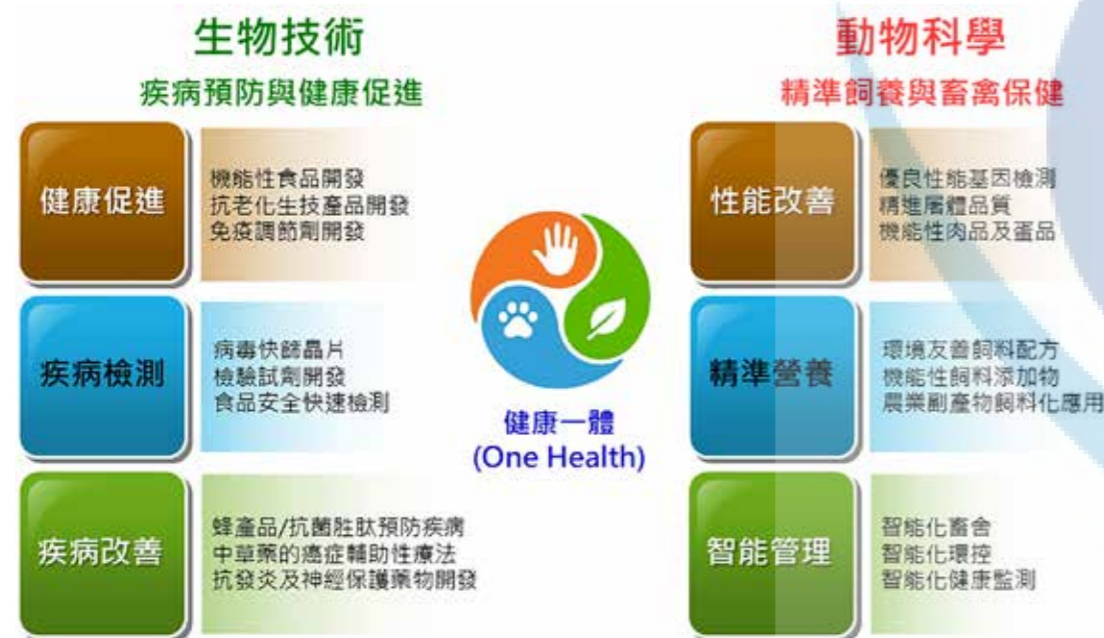 生物技術
疾病預防與健康促進
健康促進
機能性食品開發
抗老化生技產品開發
免疫調節劑開發
疾病檢測
病毒快篩晶片
檢驗試劑開發
食品安全快速檢測
疾病改善
蜂產品/抗菌胜肽預防疾病
中草藥的癌症輔助性療法
抗發炎及神經保護藥物開發
健康一體
(One Health)
動物科學
精準飼養與畜禽保健
性能改善
優良性能基因檢測
精進屠體品質
機能性肉品及蛋品
精準營養
環境友善飼料配方
機能性飼料添加物
農業副產物飼料化應用
智能管理
智能化畜舍
智能化環控
智能化健康監測